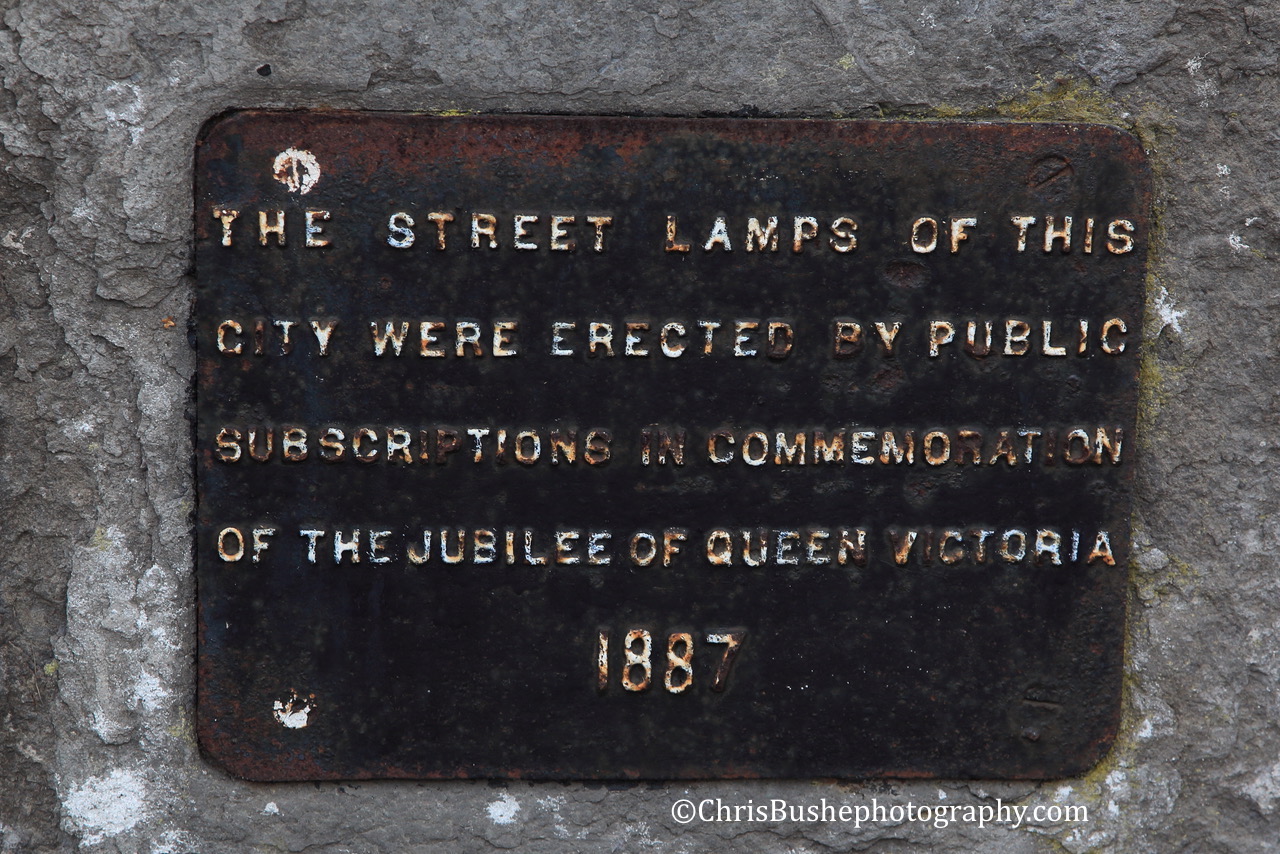 THE STREET LAMPS OF THIS
CITY WERE ERECTED BY PUBLIC
SUBSCRIPTIONS IN COMMEMORATION
OF THE JUBILEE OF QUEEN VICTORIA
1887
©ChrisBushephotography.com